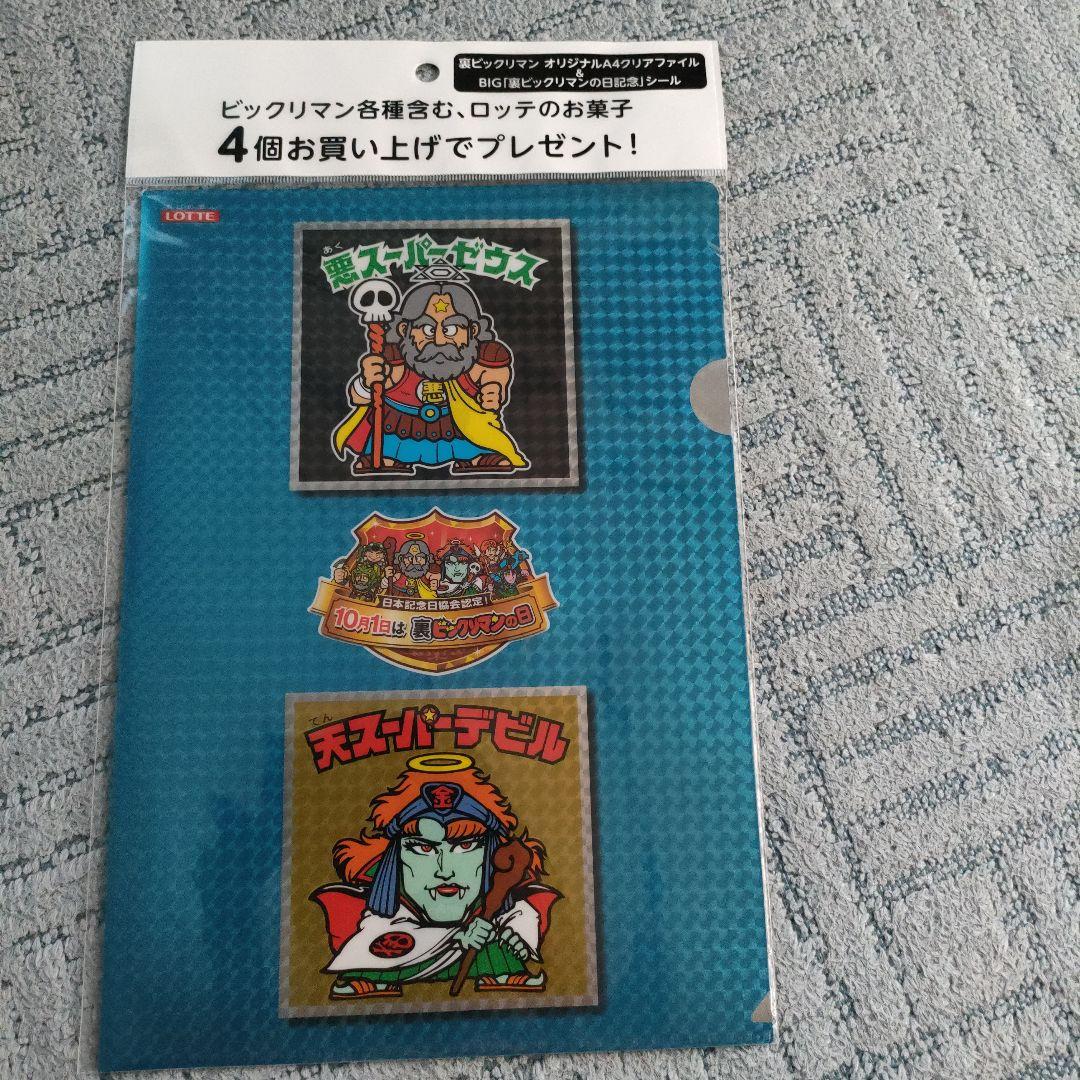 裏ビックリマン オリジナルA4クリアファイル
&
BIG「裏ビックリマンの日記念」シール
ビックリマン各種含む、ロッテのお菓子
4個お買い上げでプレゼント!
LOTTE
あく
悪スーパーゼウス
悪
日本記念日協会認定!
10月1日は 裏ビックリマンの日
てん
天スーパーデビル
金